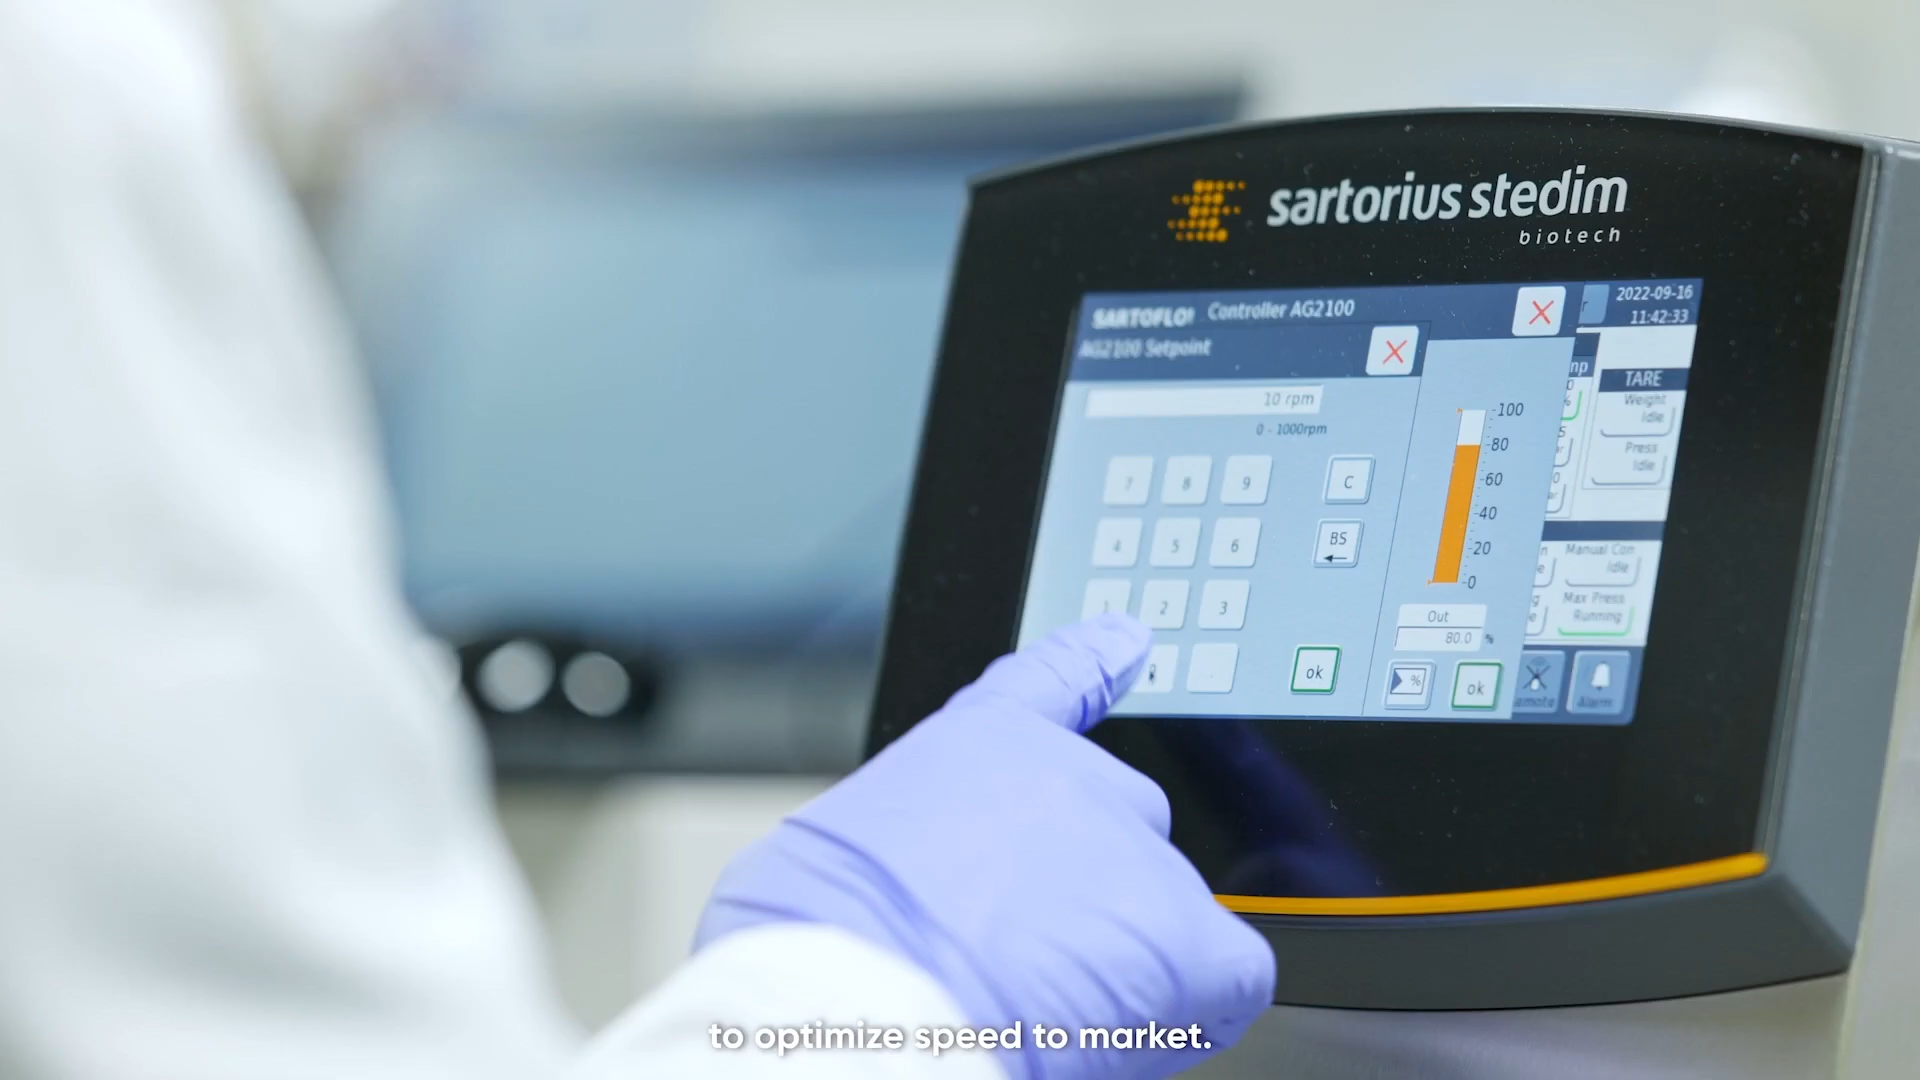 sartorius stedim
biotech
SARTOFLO
Controller AG2100
2022-09-16
11:42:33
AG2100 Setpoint
10 rpm
0 - 1000rpm
7 8 9 C
4 5 6 BS
1 2 3
ok
100
80
60
40
20
0
Out
80.0 %
%
ok
TARE
Weight
Idle
Press
Idle
Manual Con
Idle
Max Press
Running
Alarm
to optimize speed to market.